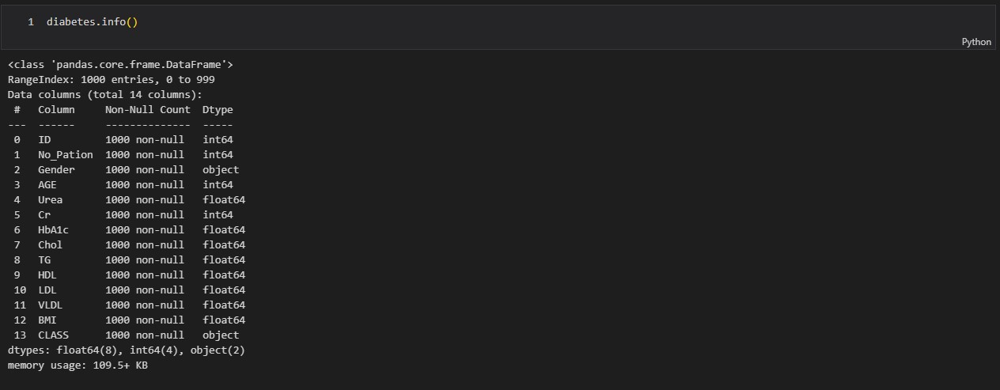 1 diabetes.info()
Python
<class 'pandas.core.frame.DataFrame'>
RangeIndex: 1000 entries, 0 to 999
Data columns (total 14 columns):
 #   Column     Non-Null Count  Dtype
---  ------     --------------  -----
 0   ID         1000 non-null   int64
 1   No_Pation  1000 non-null   int64
 2   Gender     1000 non-null   object
 3   AGE        1000 non-null   int64
 4   Urea       1000 non-null   float64
 5   Cr         1000 non-null   int64
 6   HbA1c      1000 non-null   float64
 7   Chol       1000 non-null   float64
 8   TG         1000 non-null   float64
 9   HDL        1000 non-null   float64
 10  LDL        1000 non-null   float64
 11  VLDL       1000 non-null   float64
 12  BMI        1000 non-null   float64
 13  CLASS      1000 non-null   object
dtypes: float64(8), int64(4), object(2)
memory usage: 109.5+ KB